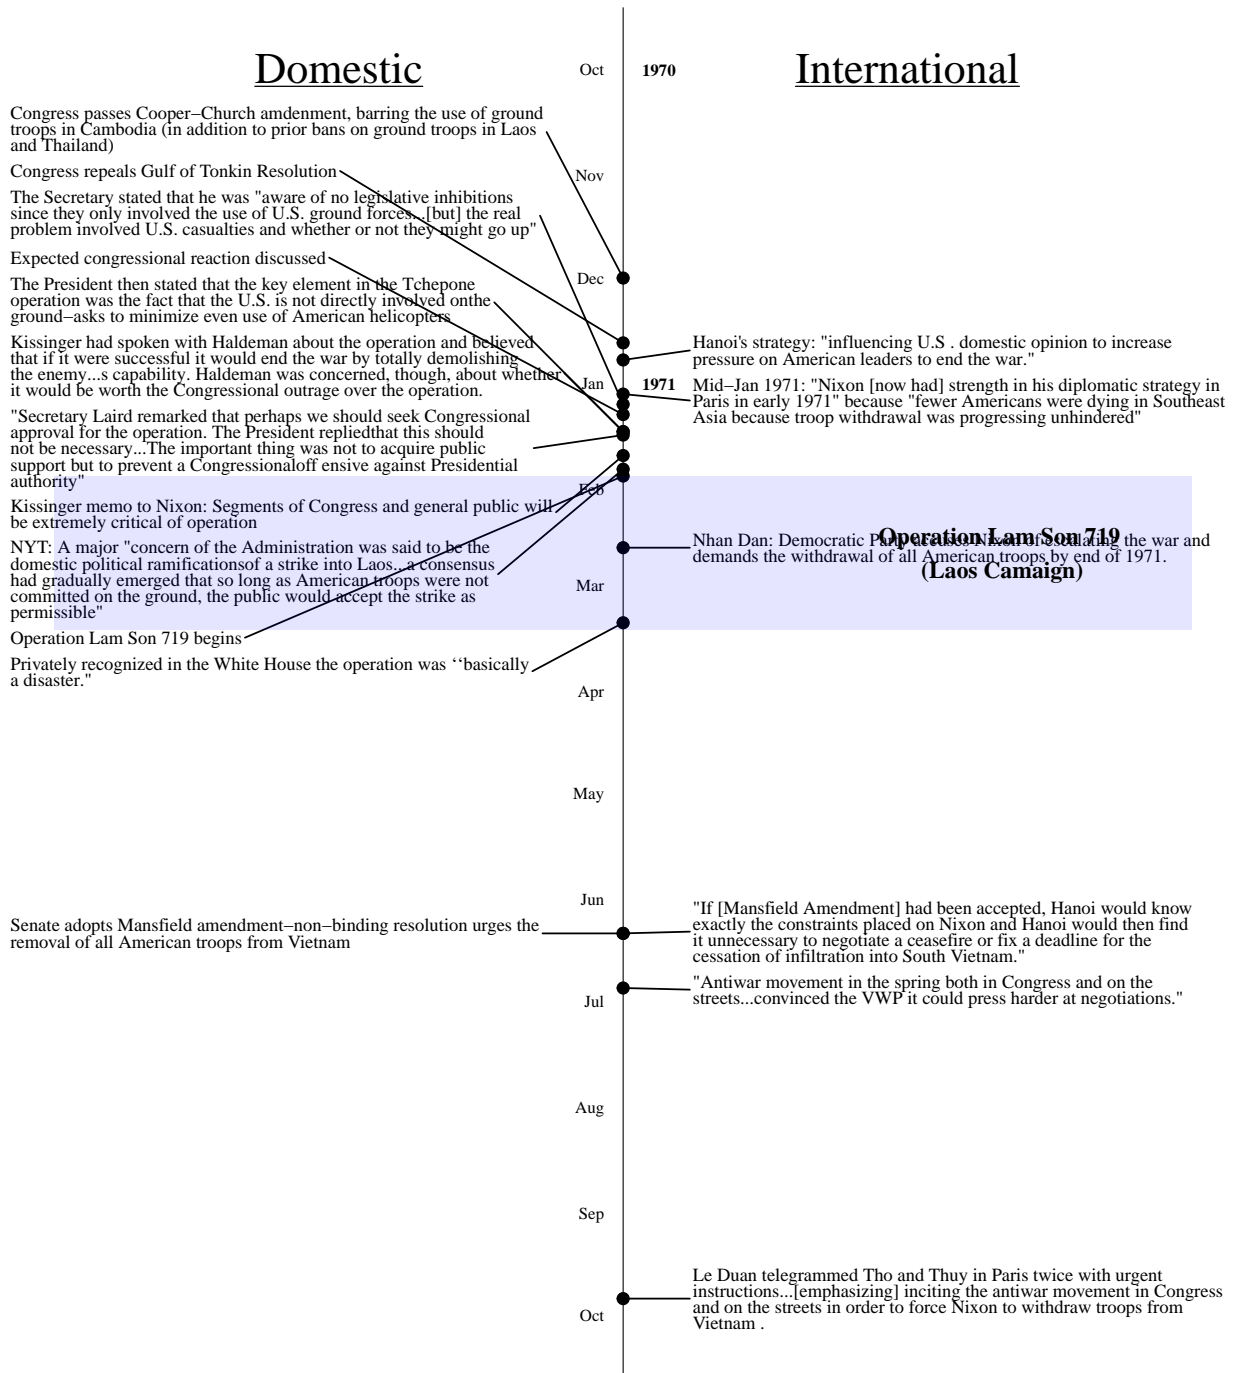 Domestic
Oct 1970
International
Congress passes Cooper−Church amdenment, barring the use of ground
troops in Cambodia (in addition to prior bans on ground troops in Laos
and Thailand)
Congress repeals Gulf of Tonkin Resolution
Nov
The Secretary stated that he was "aware of no legislative inhibitions
since they only involved the use of U.S. ground forces...[but] the real
problem involved U.S. casualties and whether or not they might go up"
Expected congressional reaction discussed
Dec
The President then stated that the key element in the Tchepone
operation was the fact that the U.S. is not directly involved onthe
ground−asks to minimize even use of American helicopters
Kissinger had spoken with Haldeman about the operation and believed
that if it were successful it would end the war by totally demolishing
the enemy...s capability. Haldeman was concerned, though, about whether
it would be worth the Congressional outrage over the operation.
Hanoi's strategy: "influencing U.S . domestic opinion to increase
pressure on American leaders to end the war."
Jan 1971
Mid−Jan 1971: "Nixon [now had] strength in his diplomatic strategy in
Paris in early 1971" because "fewer Americans were dying in Southeast
Asia because troop withdrawal was progressing unhindered"
"Secretary Laird remarked that perhaps we should seek Congressional
approval for the operation. The President repliedthat this should
not be necessary...The important thing was not to acquire public
support but to prevent a Congressionaloff ensive against Presidential
authority"
Feb
Kissinger memo to Nixon: Segments of Congress and general public will
be extremely critical of operation
NYT: A major "concern of the Administration was said to be the
domestic political ramificationsof a strike into Laos...a consensus
had gradually emerged that so long as American troops were not
committed on the ground, the public would accept the strike as
permissible"
Operation Lam Son 719
(Laos Camaign)
Nhan Dan: Democratic Party accuses Nixon of escalating the war and
demands the withdrawal of all American troops by end of 1971.
Mar
Operation Lam Son 719 begins
Privately recognized in the White House the operation was ‘‘basically
a disaster."
Apr
May
Jun
Senate adopts Mansfield amendment−non−binding resolution urges the
removal of all American troops from Vietnam
"If [Mansfield Amendment] had been accepted, Hanoi would know
exactly the constraints placed on Nixon and Hanoi would then find
it unnecessary to negotiate a ceasefire or fix a deadline for the
cessation of infiltration into South Vietnam."
"Antiwar movement in the spring both in Congress and on the
streets...convinced the VWP it could press harder at negotiations."
Jul
Aug
Sep
Le Duan telegrammed Tho and Thuy in Paris twice with urgent
instructions...[emphasizing] inciting the antiwar movement in Congress
and on the streets in order to force Nixon to withdraw troops from
Vietnam .
Oct